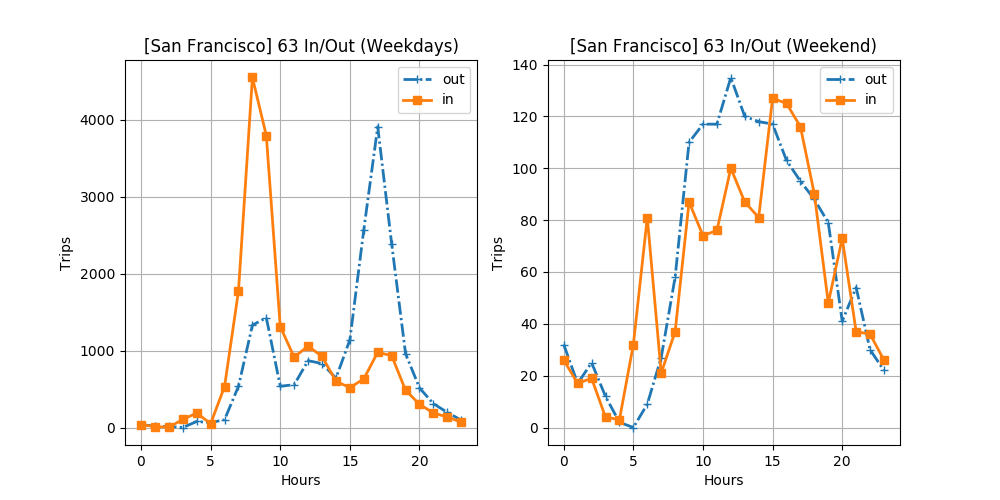 [San Francisco] 63 In/Out (Weekdays)
out
in
Trips
4000
3000
2000
1000
0
0 5 10 15 20
Hours
[San Francisco] 63 In/Out (Weekend)
out
in
Trips
140
120
100
80
60
40
20
0
0 5 10 15 20
Hours